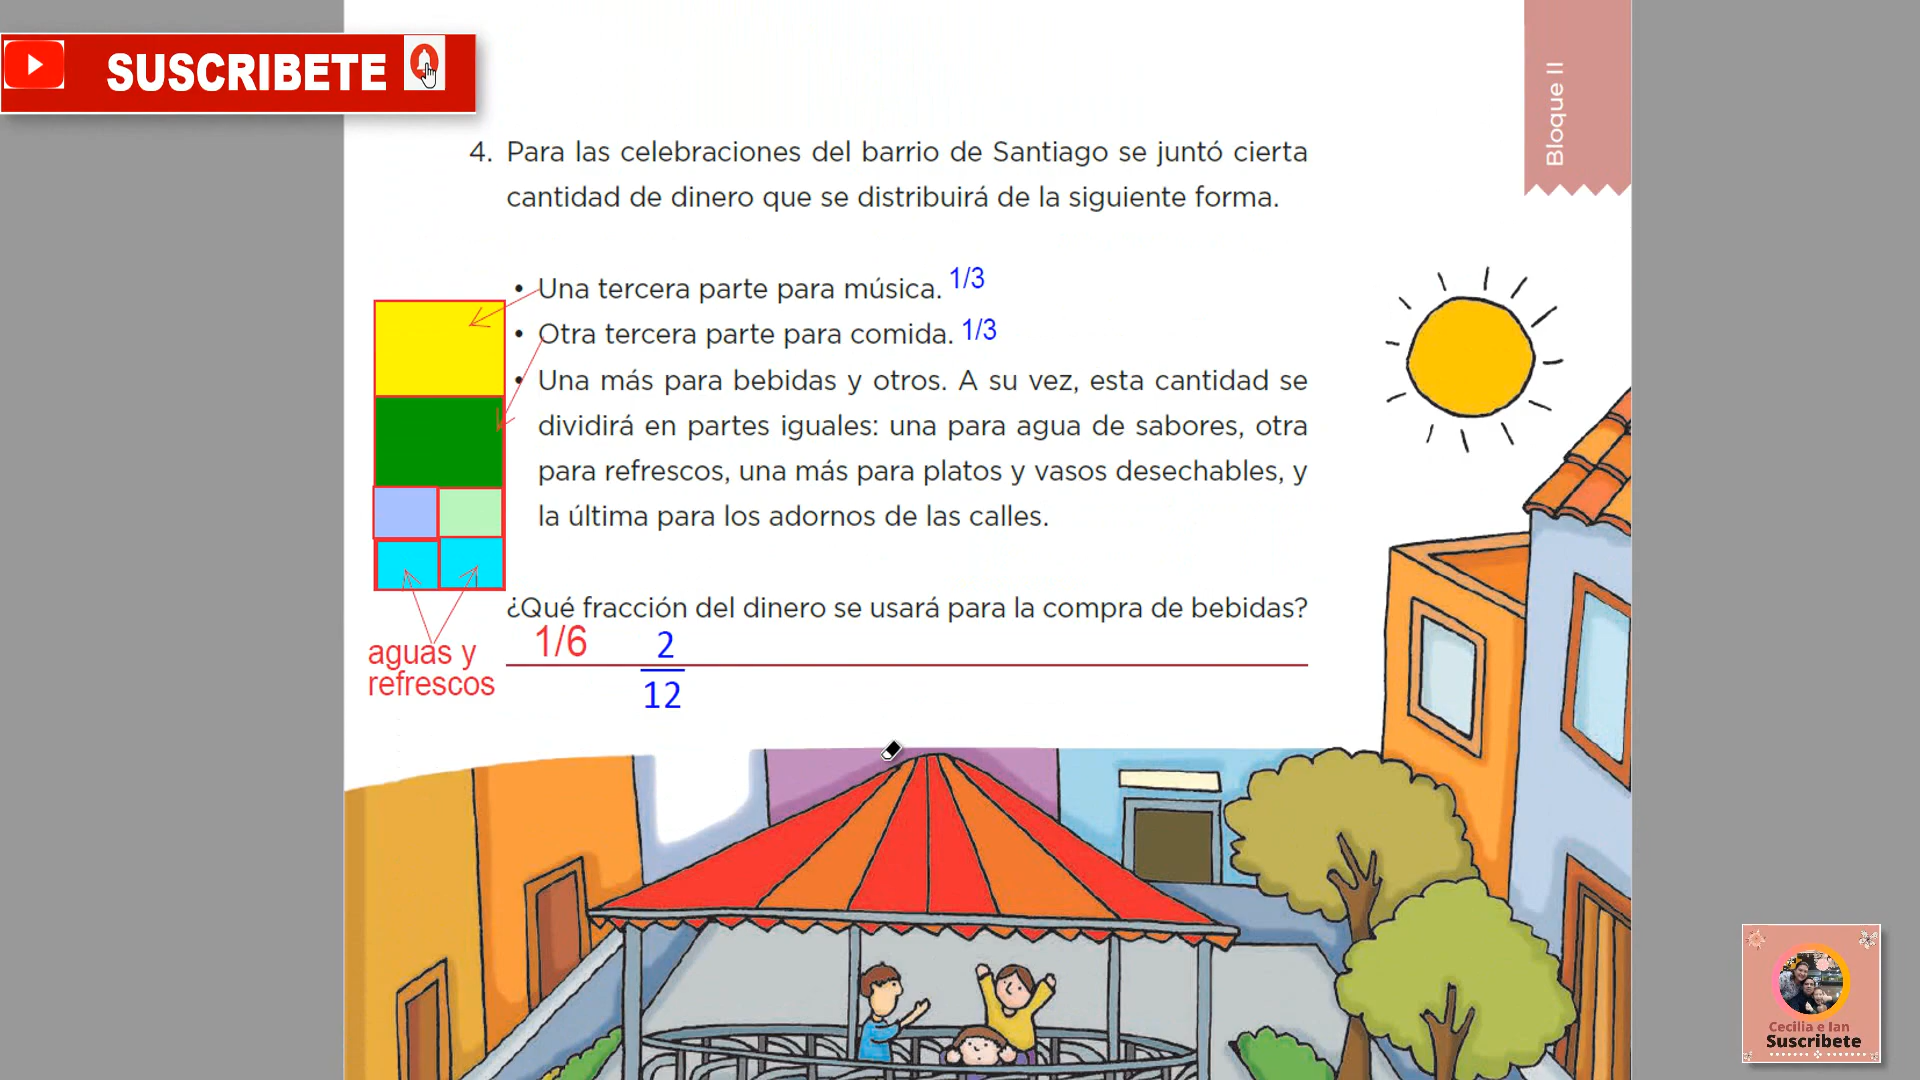 SUSCRIBETE
Bloque II
4. Para las celebraciones del barrio de Santiago se juntó cierta
cantidad de dinero que se distribuirá de la siguiente forma.
• Una tercera parte para música. 1/3
• Otra tercera parte para comida. 1/3
• Una más para bebidas y otros. A su vez, esta cantidad se
dividirá en partes iguales: una para agua de sabores, otra
para refrescos, una más para platos y vasos desechables, y
la última para los adornos de las calles.
¿Qué fracción del dinero se usará para la compra de bebidas?
1/6 2
12
aguas y
refrescos
Cecilia e Ian
Suscribete